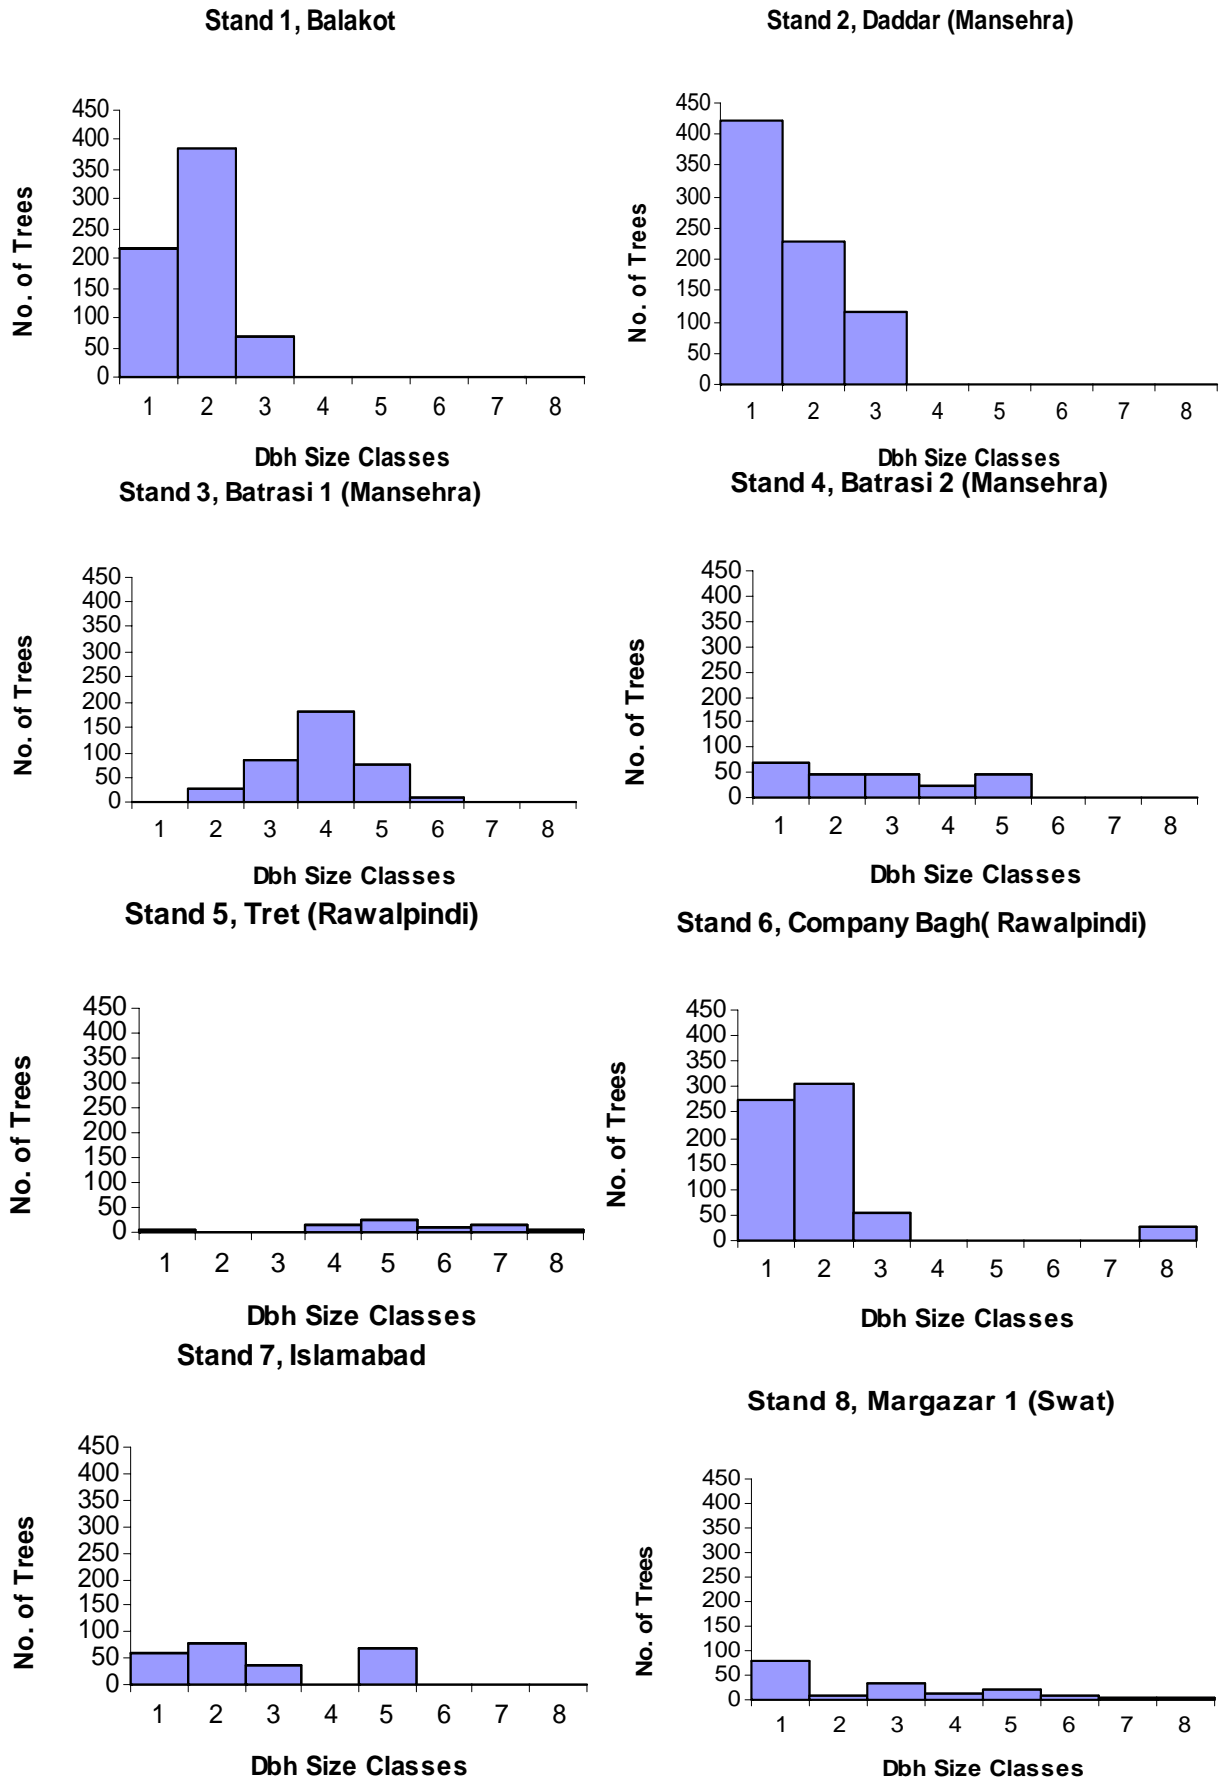 Stand 1, Balakot
450
400
350
300
250
200
150
100
50
0
No. of Trees
1 2 3 4 5 6 7 8
Dbh Size Classes
Stand 2, Daddar (Mansehra)
450
400
350
300
250
200
150
100
50
0
No. of Trees
1 2 3 4 5 6 7 8
Dbh Size Classes
Stand 3, Batrasi 1 (Mansehra)
450
400
350
300
250
200
150
100
50
0
No. of Trees
1 2 3 4 5 6 7 8
Dbh Size Classes
Stand 4, Batrasi 2 (Mansehra)
450
400
350
300
250
200
150
100
50
0
No. of Trees
1 2 3 4 5 6 7 8
Dbh Size Classes
Stand 5, Tret (Rawalpindi)
450
400
350
300
250
200
150
100
50
0
No. of Trees
1 2 3 4 5 6 7 8
Dbh Size Classes
Stand 6, Company Bagh( Rawalpindi)
450
400
350
300
250
200
150
100
50
0
No. of Trees
1 2 3 4 5 6 7 8
Dbh Size Classes
Stand 7, Islamabad
450
400
350
300
250
200
150
100
50
0
No. of Trees
1 2 3 4 5 6 7 8
Dbh Size Classes
Stand 8, Margazar 1 (Swat)
450
400
350
300
250
200
150
100
50
0
No. of Trees
1 2 3 4 5 6 7 8
Dbh Size Classes